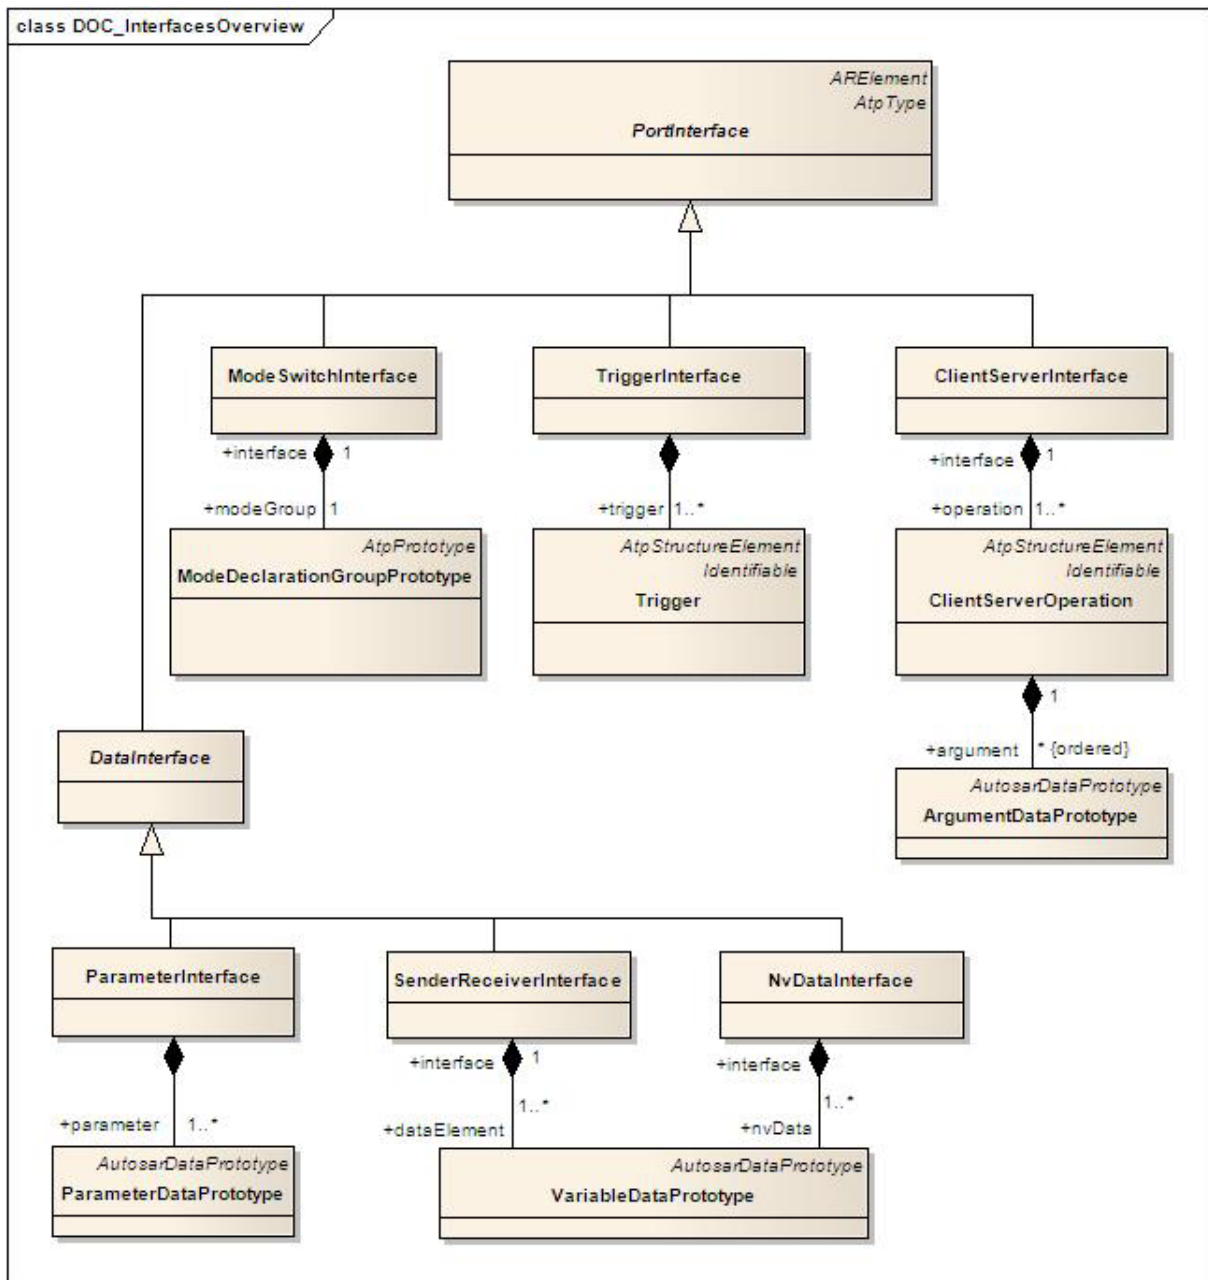 class DOC_InterfacesOverview
ARElement
AtpType
PortInterface
ModeSwitchInterface
TriggerInterface
ClientServerInterface
+interface 1
+interface 1
+modeGroup 1
+trigger 1..*
+operation 1..*
AtpPrototype
ModeDeclarationGroupPrototype
AtpStructureElement
Identifiable
Trigger
AtpStructureElement
Identifiable
ClientServerOperation
1
+argument * {ordered}
DataInterface
AutosarDataPrototype
ArgumentDataPrototype
ParameterInterface
SenderReceiverInterface
NvDataInterface
+interface 1
+interface
+parameter 1..*
1..*
+dataElement
1..*
+nvData
AutosarDataPrototype
ParameterDataPrototype
AutosarDataPrototype
VariableDataPrototype